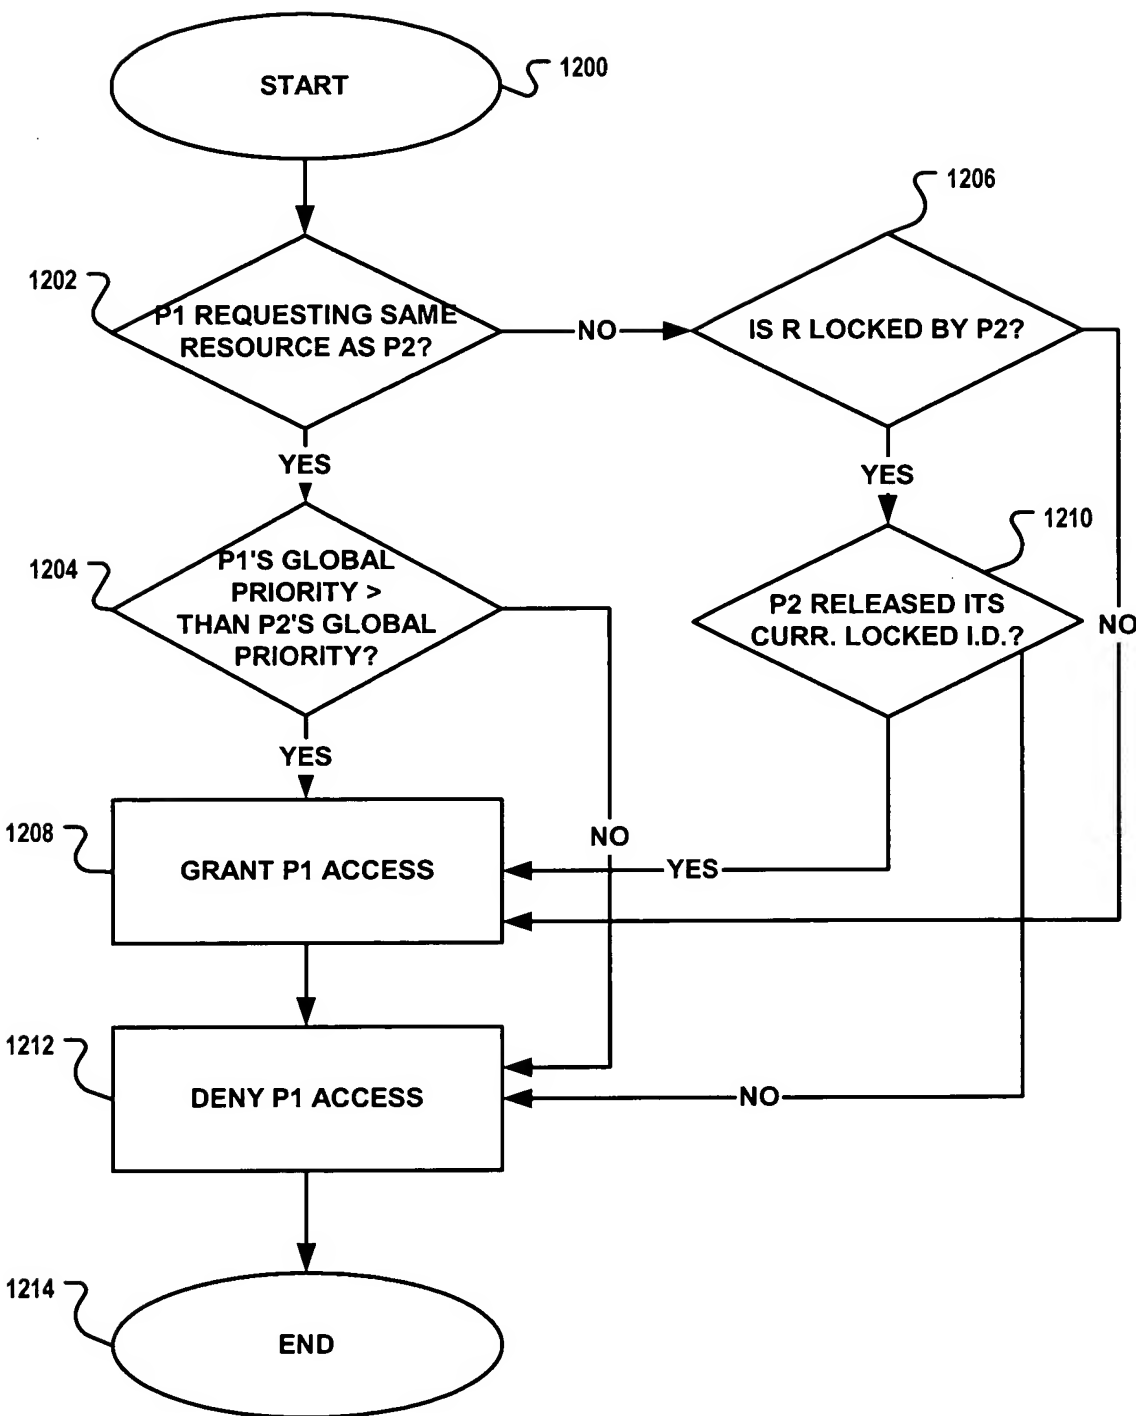 START
1200
1202
P1 REQUESTING SAME
RESOURCE AS P2?
NO
1206
IS R LOCKED BY P2?
YES
YES
1204
P1'S GLOBAL
PRIORITY >
THAN P2'S GLOBAL
PRIORITY?
1210
P2 RELEASED ITS
CURR. LOCKED I.D.?
NO
YES
1208
GRANT P1 ACCESS
NO
YES
1212
DENY P1 ACCESS
NO
1214
END